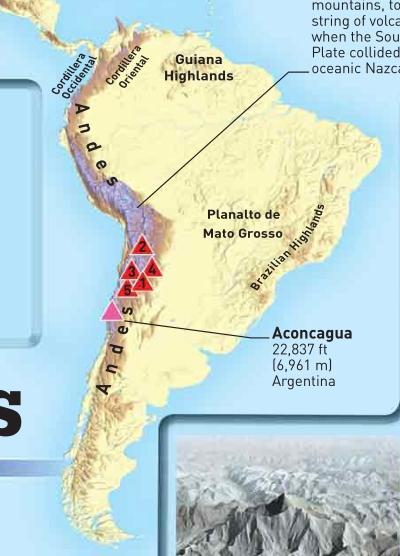 mountains, to
string of volca
when the Sou
Plate collided
oceanic Nazca
Cordillera
Occidental
Cordillera
Oriental
Guiana
Highlands
Andes
Planalto de
Mato Grosso
Brazilian Highlands
2
3
4
5
1
Andes
Aconcagua
22,837 ft
(6,961 m)
Argentina
s